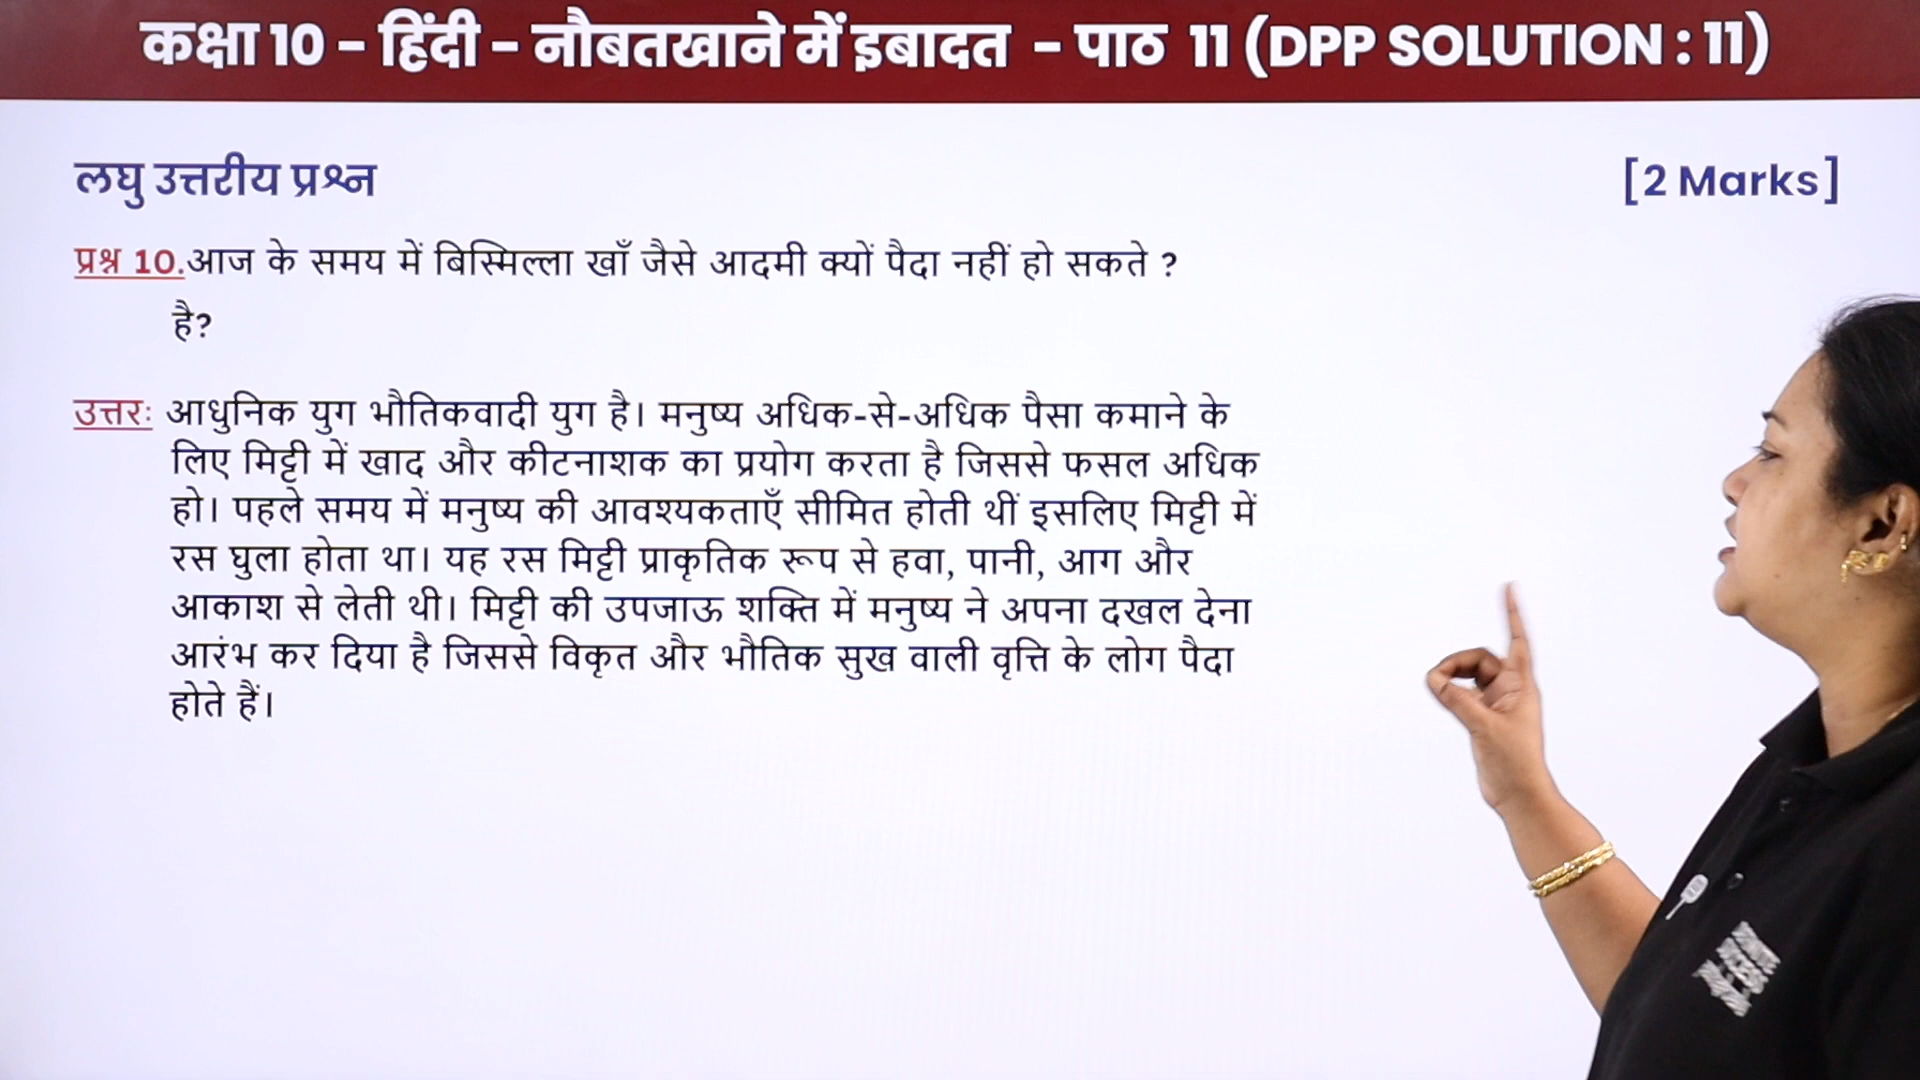 कक्षा 10 – हिंदी – नौबतखाने में इबादत – पाठ 11 (DPP SOLUTION : 11)
लघु उत्तरीय प्रश्न [2 Marks]
प्रश्न 10.आज के समय में बिस्मिल्ला खाँ जैसे आदमी क्यों पैदा नहीं हो सकते ?
है?
उत्तरः आधुनिक युग भौतिकवादी युग है। मनुष्य अधिक-से-अधिक पैसा कमाने के
लिए मिट्टी में खाद और कीटनाशक का प्रयोग करता है जिससे फसल अधिक
हो। पहले समय में मनुष्य की आवश्यकताएँ सीमित होती थीं इसलिए मिट्टी में
रस घुला होता था। यह रस मिट्टी प्राकृतिक रूप से हवा, पानी, आग और
आकाश से लेती थी। मिट्टी की उपजाऊ शक्ति में मनुष्य ने अपना दखल देना
आरंभ कर दिया है जिससे विकृत और भौतिक सुख वाली वृत्ति के लोग पैदा
होते हैं।